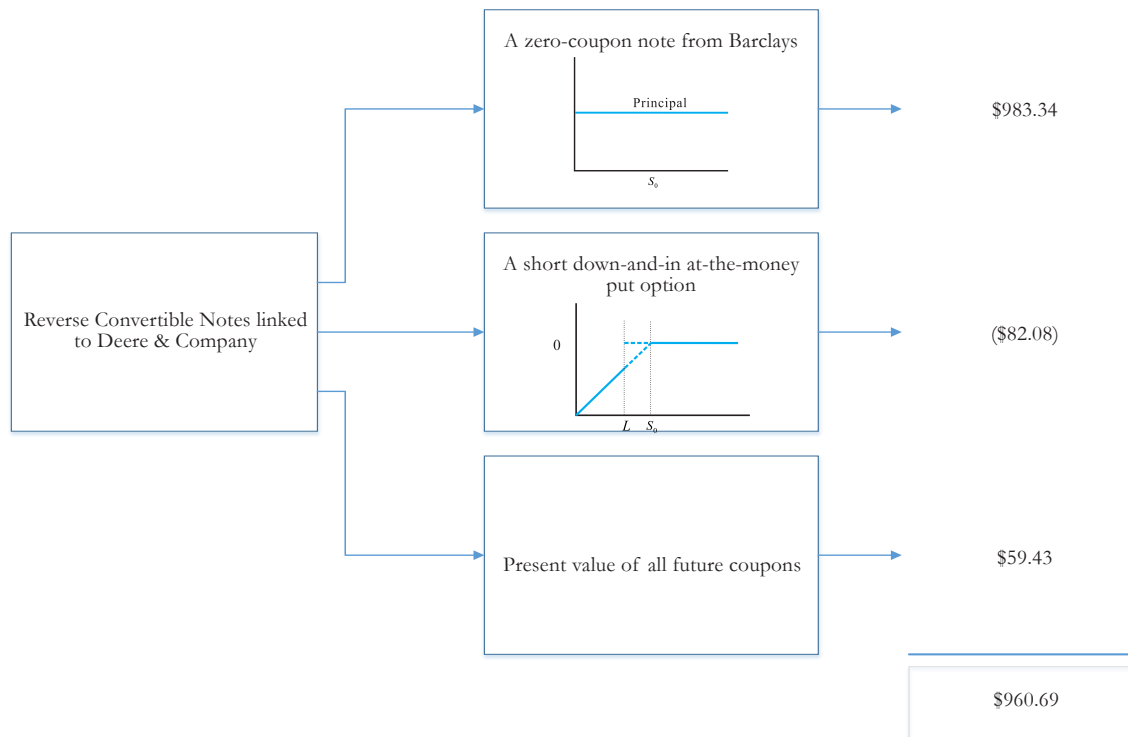 A zero-coupon note from Barclays
Principal
S₀
$983.34
Reverse Convertible Notes linked
to Deere & Company
A short down-and-in at-the-money
put option
0
L S₀
($82.08)
Present value of all future coupons
$59.43
$960.69